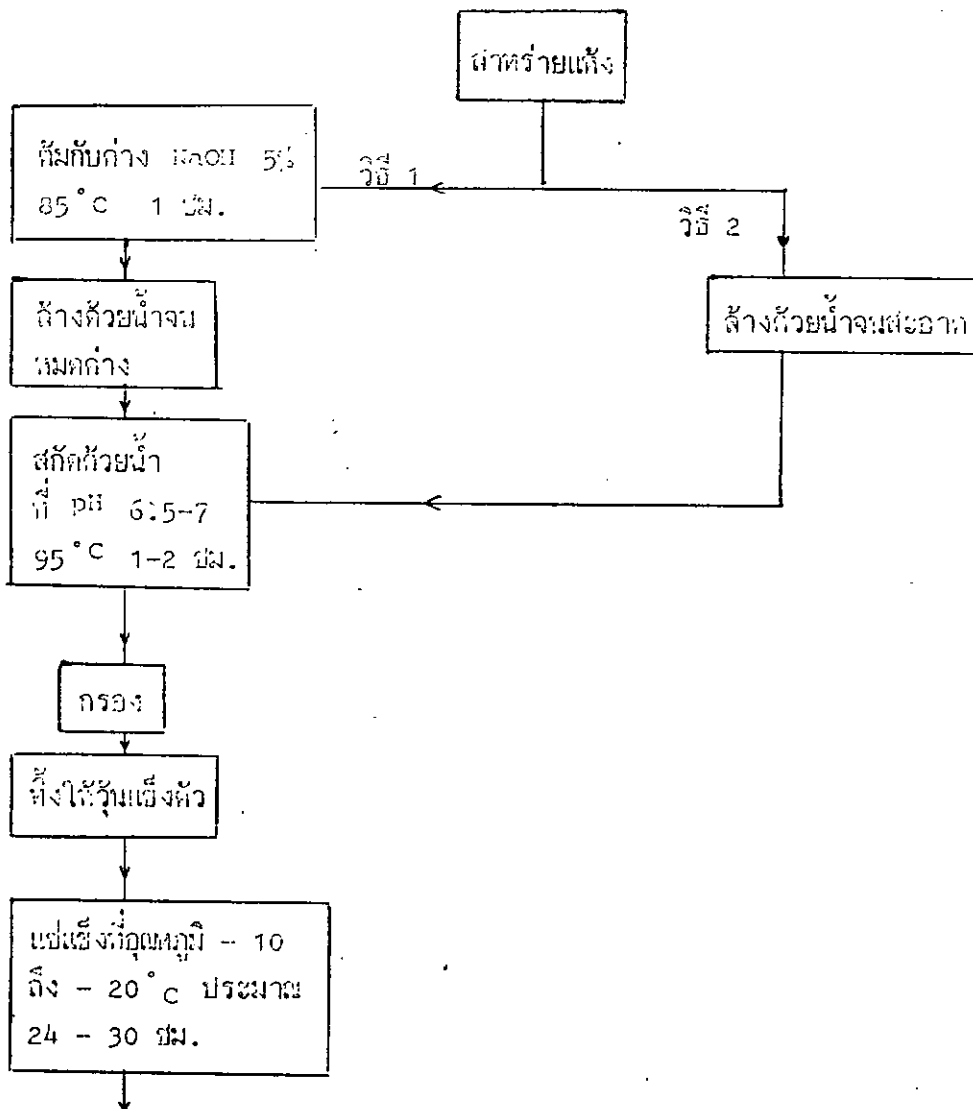 สาหร่ายแห้ง
ต้มกับด่าง NaOH 5%
85°C 1 ชม.
วิธี 1
วิธี 2
ล้างด้วยน้ำจน
หมดด่าง
ล้างด้วยน้ำจนสะอาด
สกัดด้วยน้ำ
ที่ pH 6.5-7
95°C 1-2 ชม.
กรอง
ทิ้งให้วุ้นแข็งตัว
แช่แข็งที่อุณหภูมิ - 10
ถึง - 20°C ประมาณ
24 - 30 ชม.